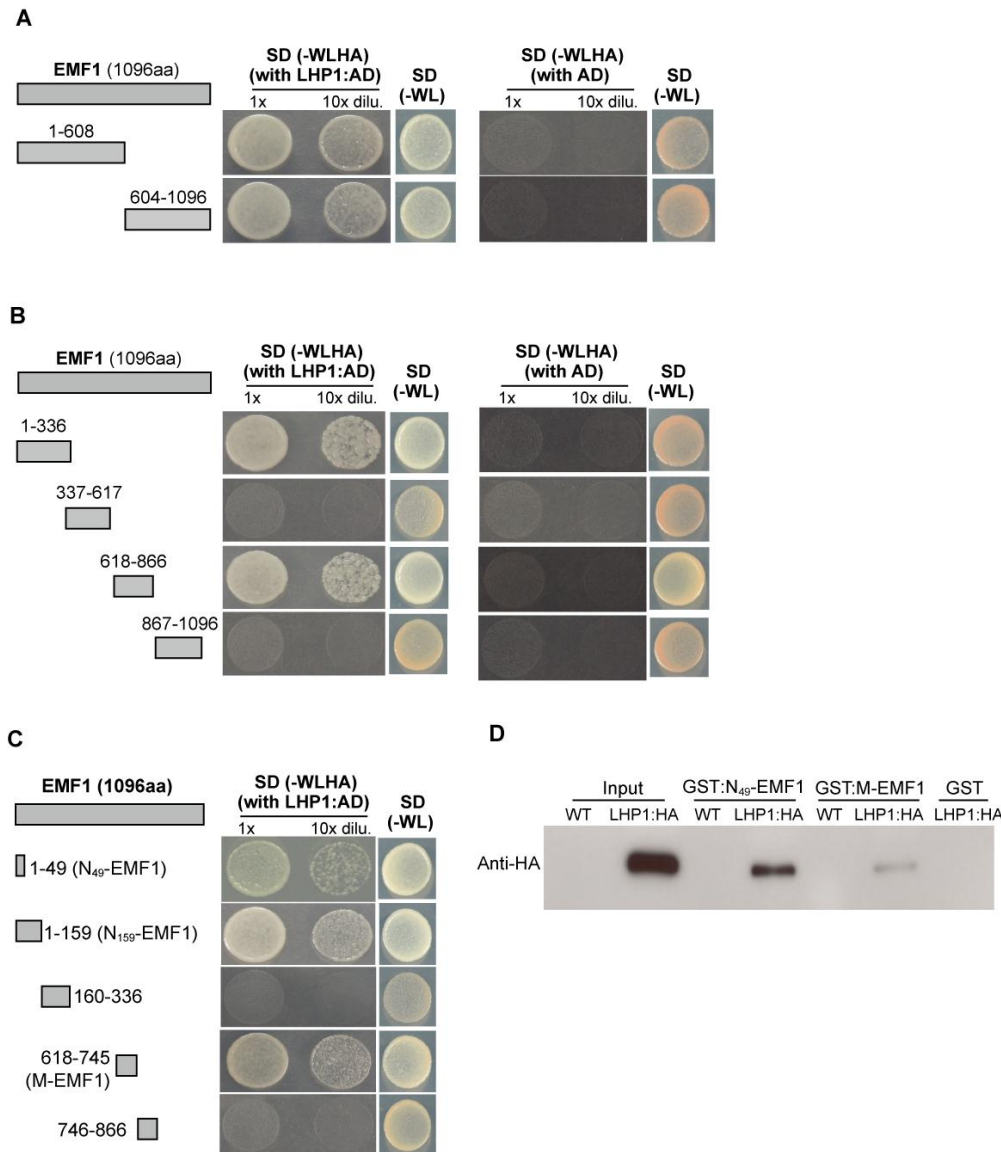 A
EMF1 (1096aa)
SD (-WLHA)
(with LHP1:AD)
1x 10x dilu.
SD
(-WL)
SD (-WLHA)
(with AD)
1x 10x dilu.
SD
(-WL)
1-608
604-1096
B
EMF1 (1096aa)
SD (-WLHA)
(with LHP1:AD)
1x 10x dilu.
SD
(-WL)
SD (-WLHA)
(with AD)
1x 10x dilu.
SD
(-WL)
1-336
337-617
618-866
867-1096
C
EMF1 (1096aa)
SD (-WLHA)
(with LHP1:AD)
1x 10x dilu.
SD
(-WL)
1-49 (N₄₉-EMF1)
1-159 (N₁₅₉-EMF1)
160-336
618-745
(M-EMF1)
746-866
D
Input GST:N₄₉-EMF1 GST:M-EMF1 GST
WT LHP1:HA WT LHP1:HA WT LHP1:HA LHP1:HA
Anti-HA